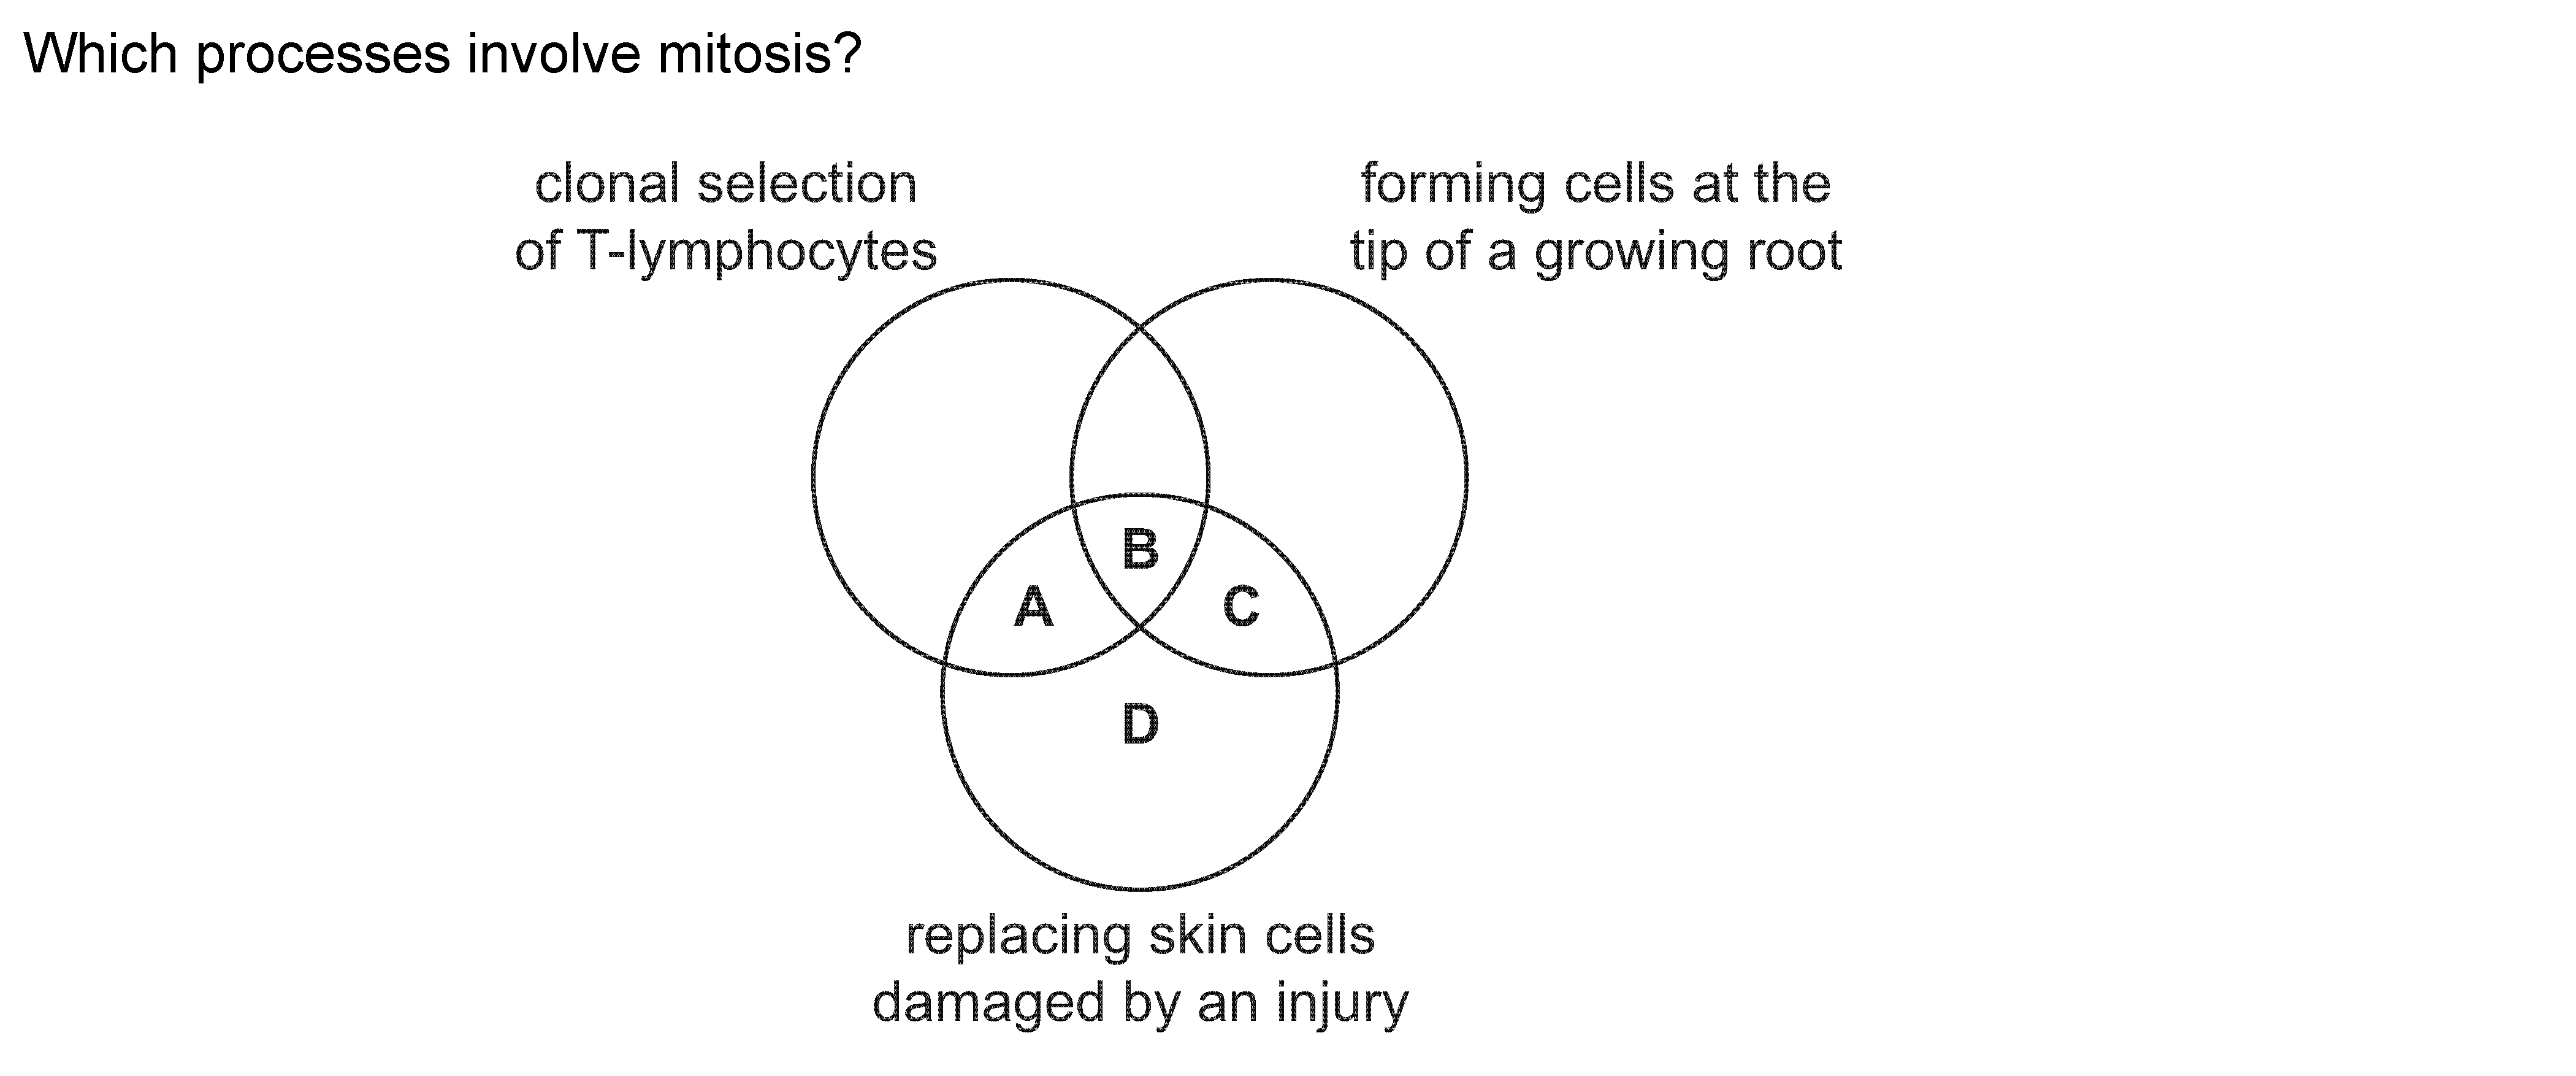 Which processes involve mitosis?
clonal selection
of T-lymphocytes
forming cells at the
tip of a growing root
B
A
C
D
replacing skin cells
damaged by an injury